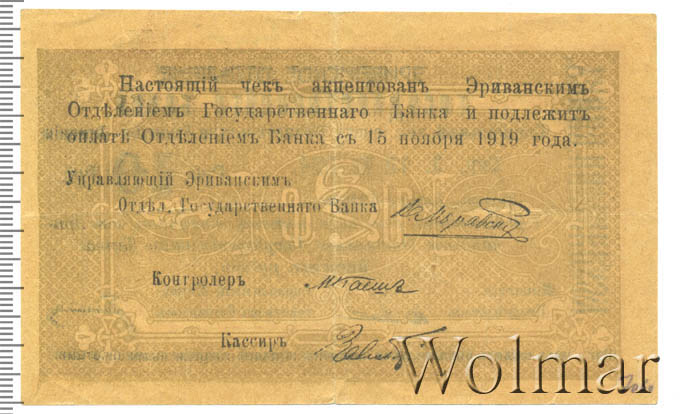 Настоящій чекъ акцептованъ Эриванскимъ
Отдѣленіемъ Государственнаго Банка и подлежитъ
оплатѣ Отдѣленіемъ Банка съ 15 ноября 1919 года.
Управляющій Эриванскимъ
Отдѣл. Государственнаго Банка
Контролеръ
Кассиръ
Wolmar